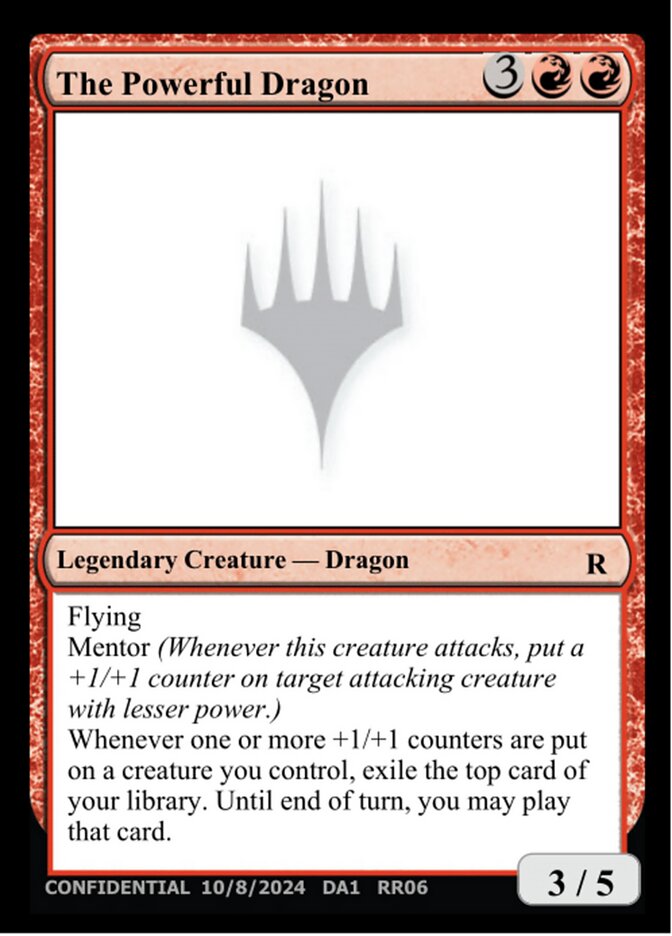 The Powerful Dragon 3
Legendary Creature — Dragon R
Flying
Mentor (Whenever this creature attacks, put a
+1/+1 counter on target attacking creature
with lesser power.)
Whenever one or more +1/+1 counters are put
on a creature you control, exile the top card of
your library. Until end of turn, you may play
that card.
CONFIDENTIAL 10/8/2024 DA1 RR06
3 / 5